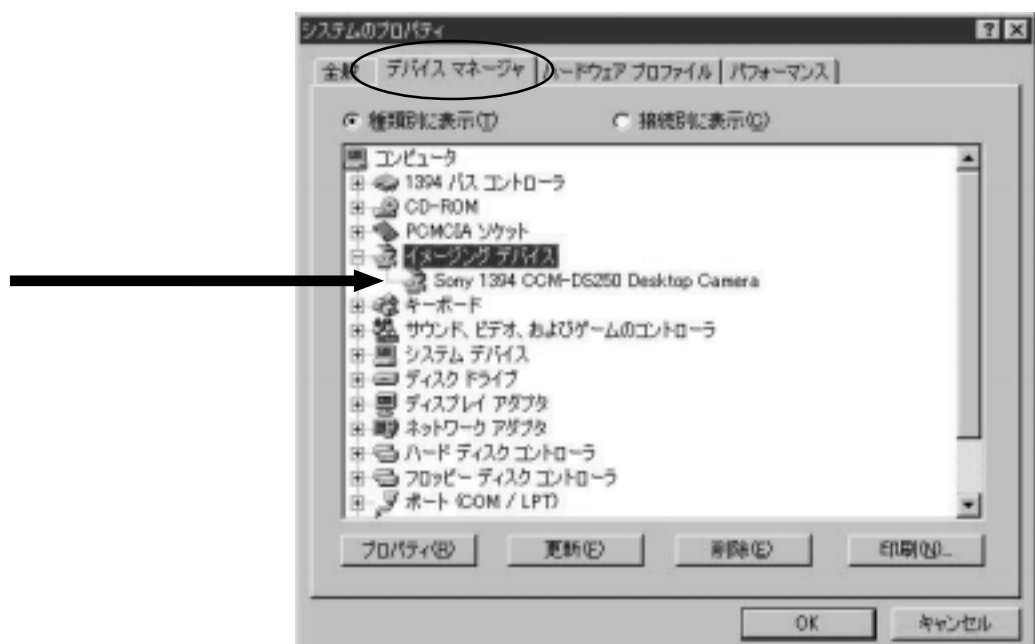 システムのプロパティ
全般 デバイス マネージャ ハードウェア プロファイル パフォーマンス
種類別に表示(T) 接続別に表示(C)
コンピュータ
1394 バス コントローラ
CD-ROM
PCMCIA ソケット
イメージング デバイス
Sony 1394 CCM-DS250 Desktop Camera
キーボード
サウンド、ビデオ、およびゲームのコントローラ
システム デバイス
ディスク ドライブ
ディスプレイ アダプタ
ネットワーク アダプタ
ハード ディスク コントローラ
フロッピー ディスク コントローラ
ポート (COM / LPT)
プロパティ(R) 更新(F) 削除(E) 印刷(N)...
OK キャンセル